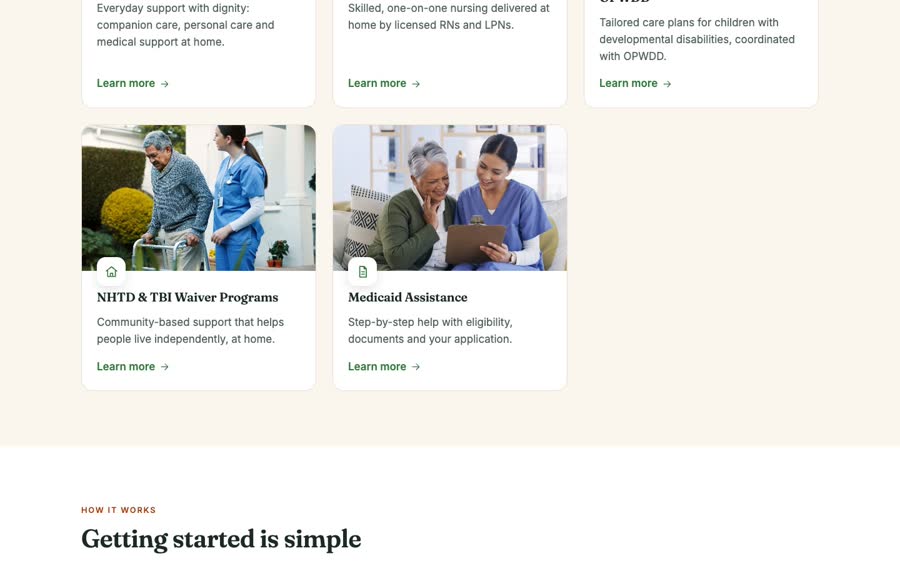 Everyday support with dignity:
companion care, personal care and
medical support at home.
Learn more →
Skilled, one-on-one nursing delivered at
home by licensed RNs and LPNs.
Learn more →
Tailored care plans for children with
developmental disabilities, coordinated
with OPWDD.
Learn more →
NHTD & TBI Waiver Programs
Community-based support that helps
people live independently, at home.
Learn more →
Medicaid Assistance
Step-by-step help with eligibility,
documents and your application.
Learn more →
HOW IT WORKS
Getting started is simple